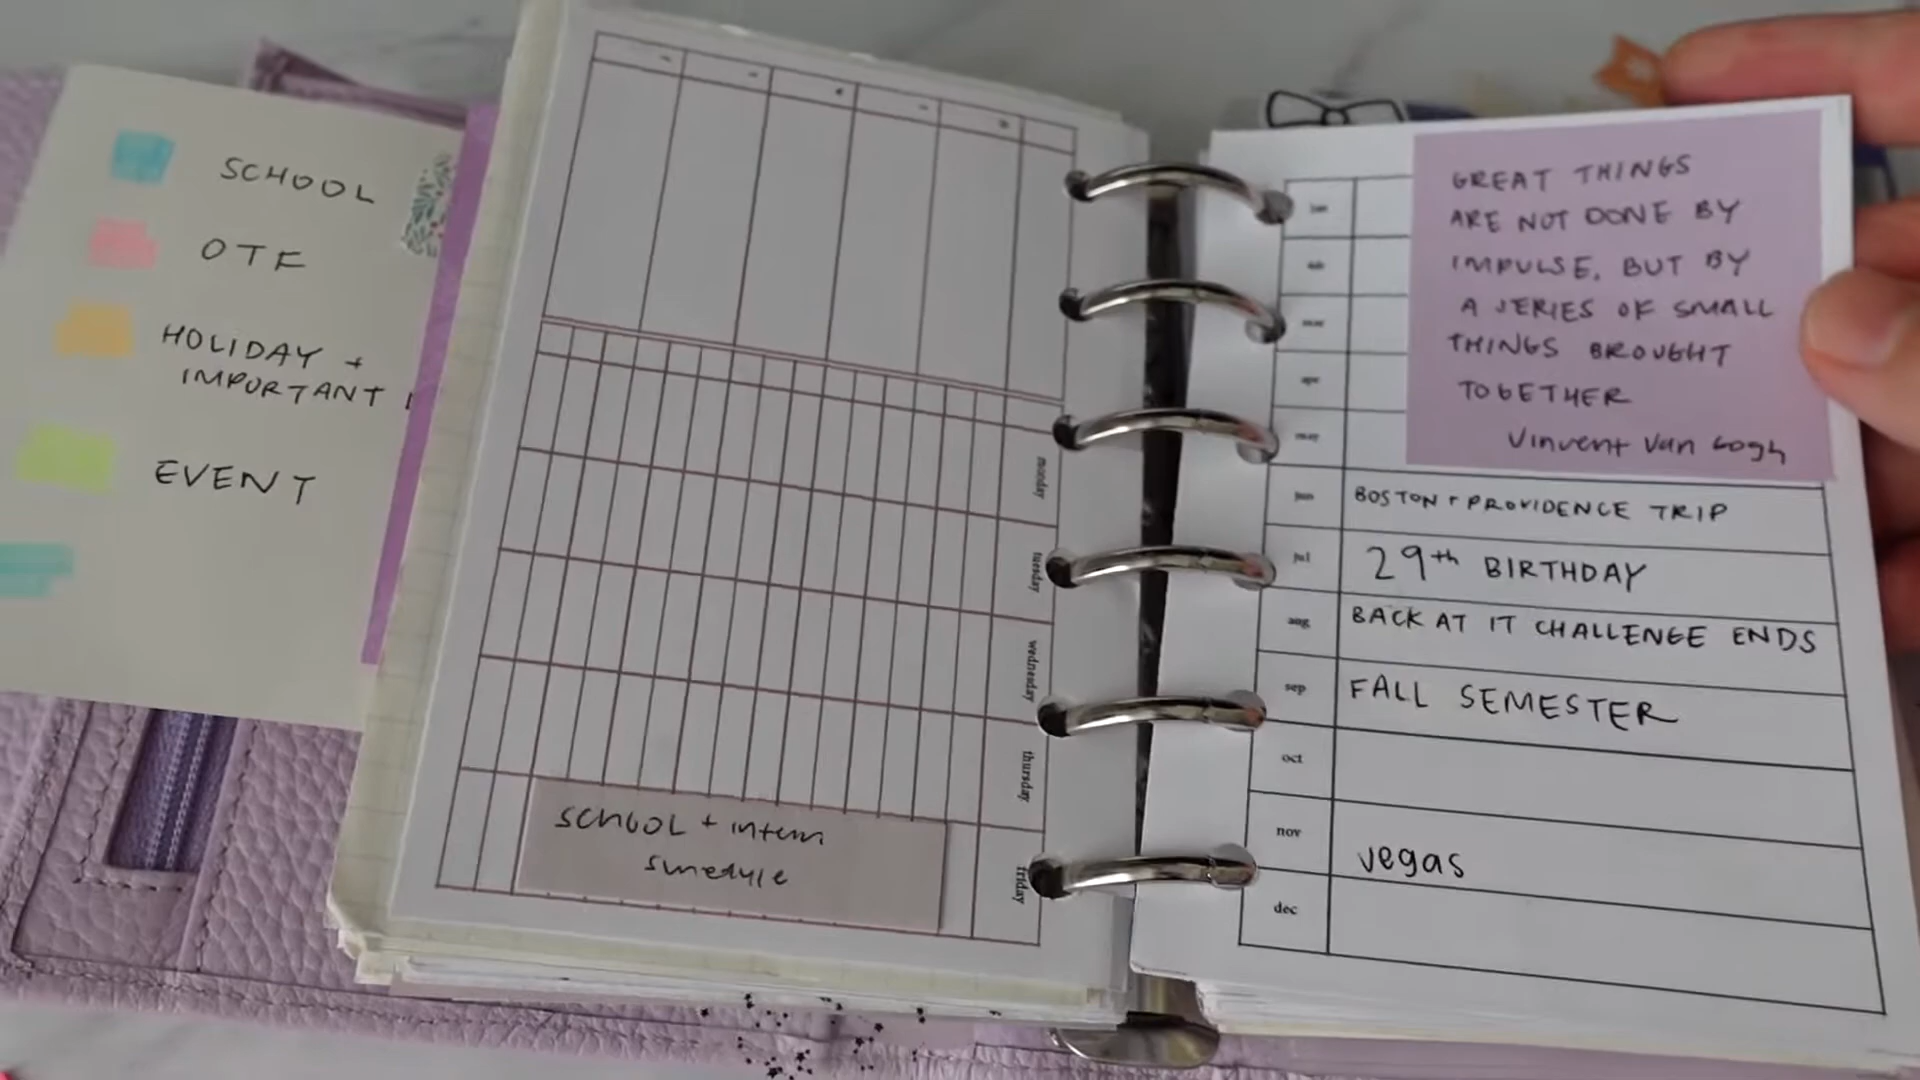 SCHOOL
OTF
HOLIDAY +
IMPORTANT
EVENT
monday
tuesday
wednesday
thursday
friday
SCHOOL + intern
GREAT THINGS
ARE NOT DONE BY
IMPULSE, BUT BY
A SERIES OF SMALL
THINGS BROUGHT
TOGETHER
Vinvent Van Gogh
jan
feb
mar
apr
may
jun BOSTON + PROVIDENCE TRIP
jul 29th BIRTHDAY
aug BACK AT IT CHALLENGE ENDS
sep FALL SEMESTER
oct
nov vegas
dec